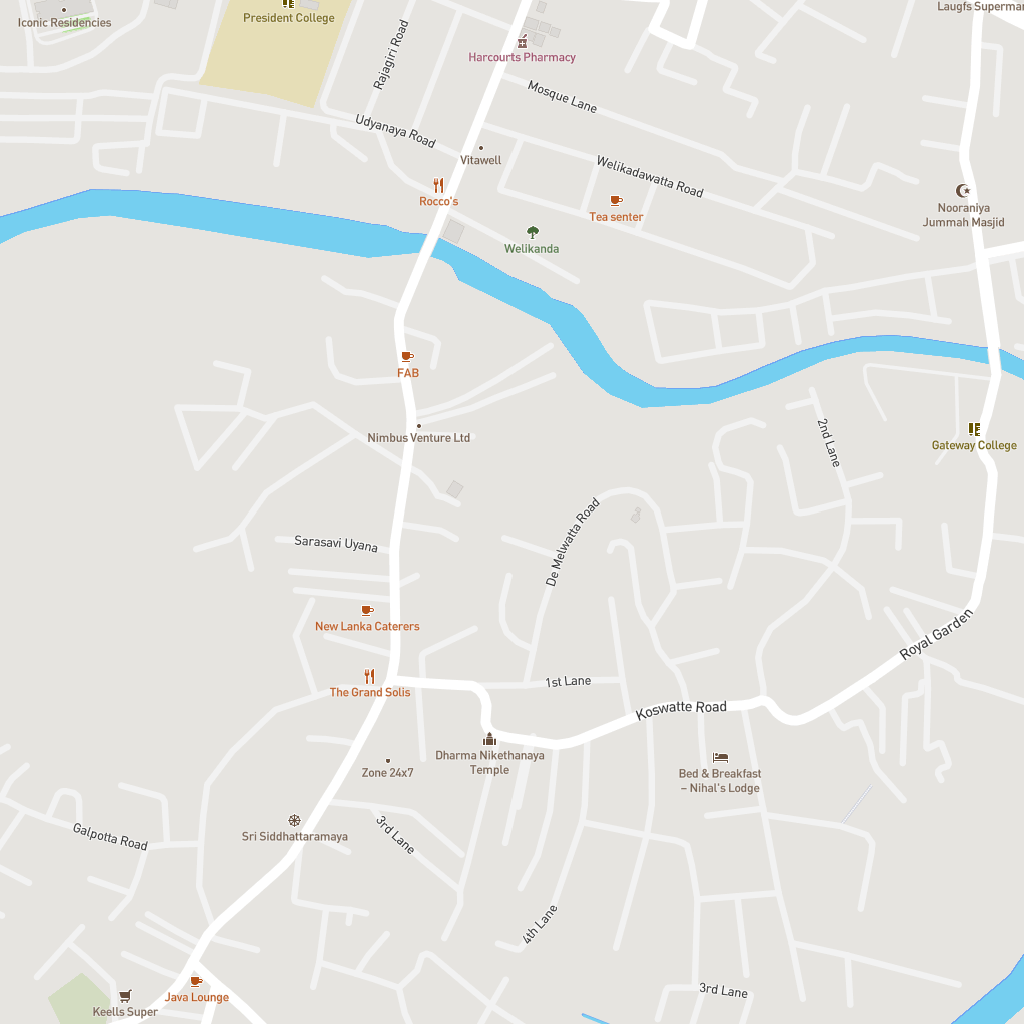 Iconic Residencies
President College
Laugfs Superman
Rajagiri Road
Harcourts Pharmacy
Mosque Lane
Udyanaya Road
Vitawell
Welikadawatta Road
Rocco's
Tea senter
Nooraniya
Jummah Masjid
Welikanda
FAB
Nimbus Venture Ltd
2nd Lane
Gateway College
De Melwatta Road
Sarasavi Uyana
New Lanka Caterers
Royal Garden
The Grand Solis
1st Lane
Koswatte Road
Dharma Nikethanaya
Temple
Zone 24x7
Bed & Breakfast
– Nihal's Lodge
Galpotta Road
Sri Siddhattaramaya
3rd Lane
4th Lane
3rd Lane
Java Lounge
Keells Super